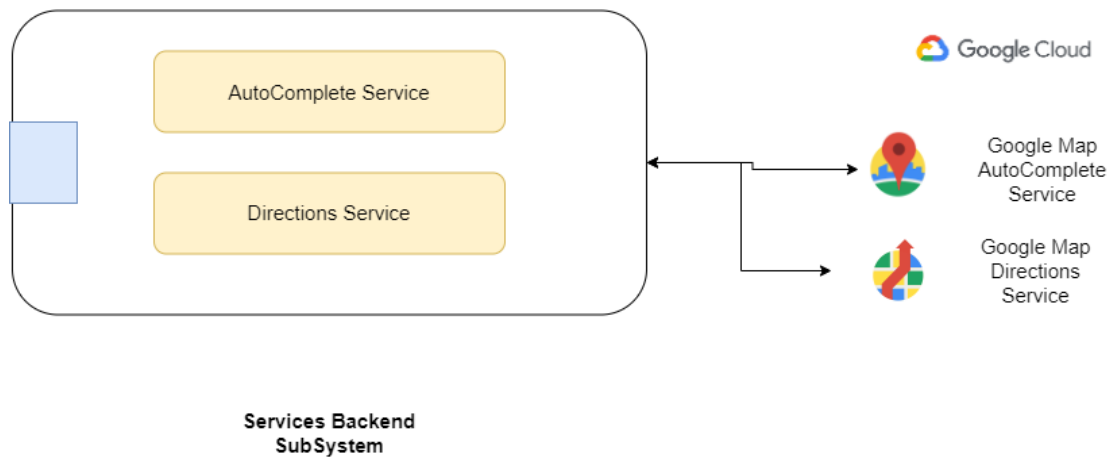 AutoComplete Service
Directions Service
Google Cloud
Google Map
AutoComplete
Service
Google Map
Directions
Service
Services Backend
SubSystem